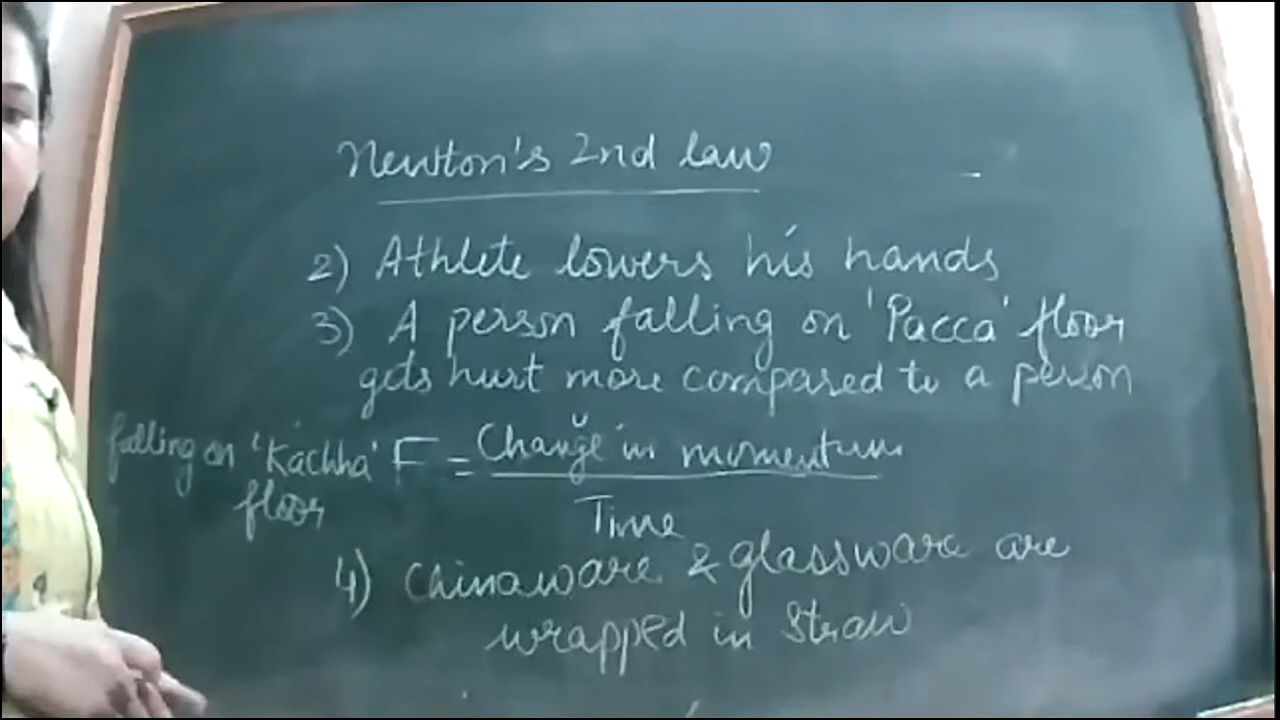 Newton's 2nd law
2) Athlete lowers his hands
3) A person falling on 'Pacca' floor
gets hurt more compared to a person
falling on 'Kachha'
floor
F = Change in momentum
Time
4) Chinaware & glassware are
wrapped in straw